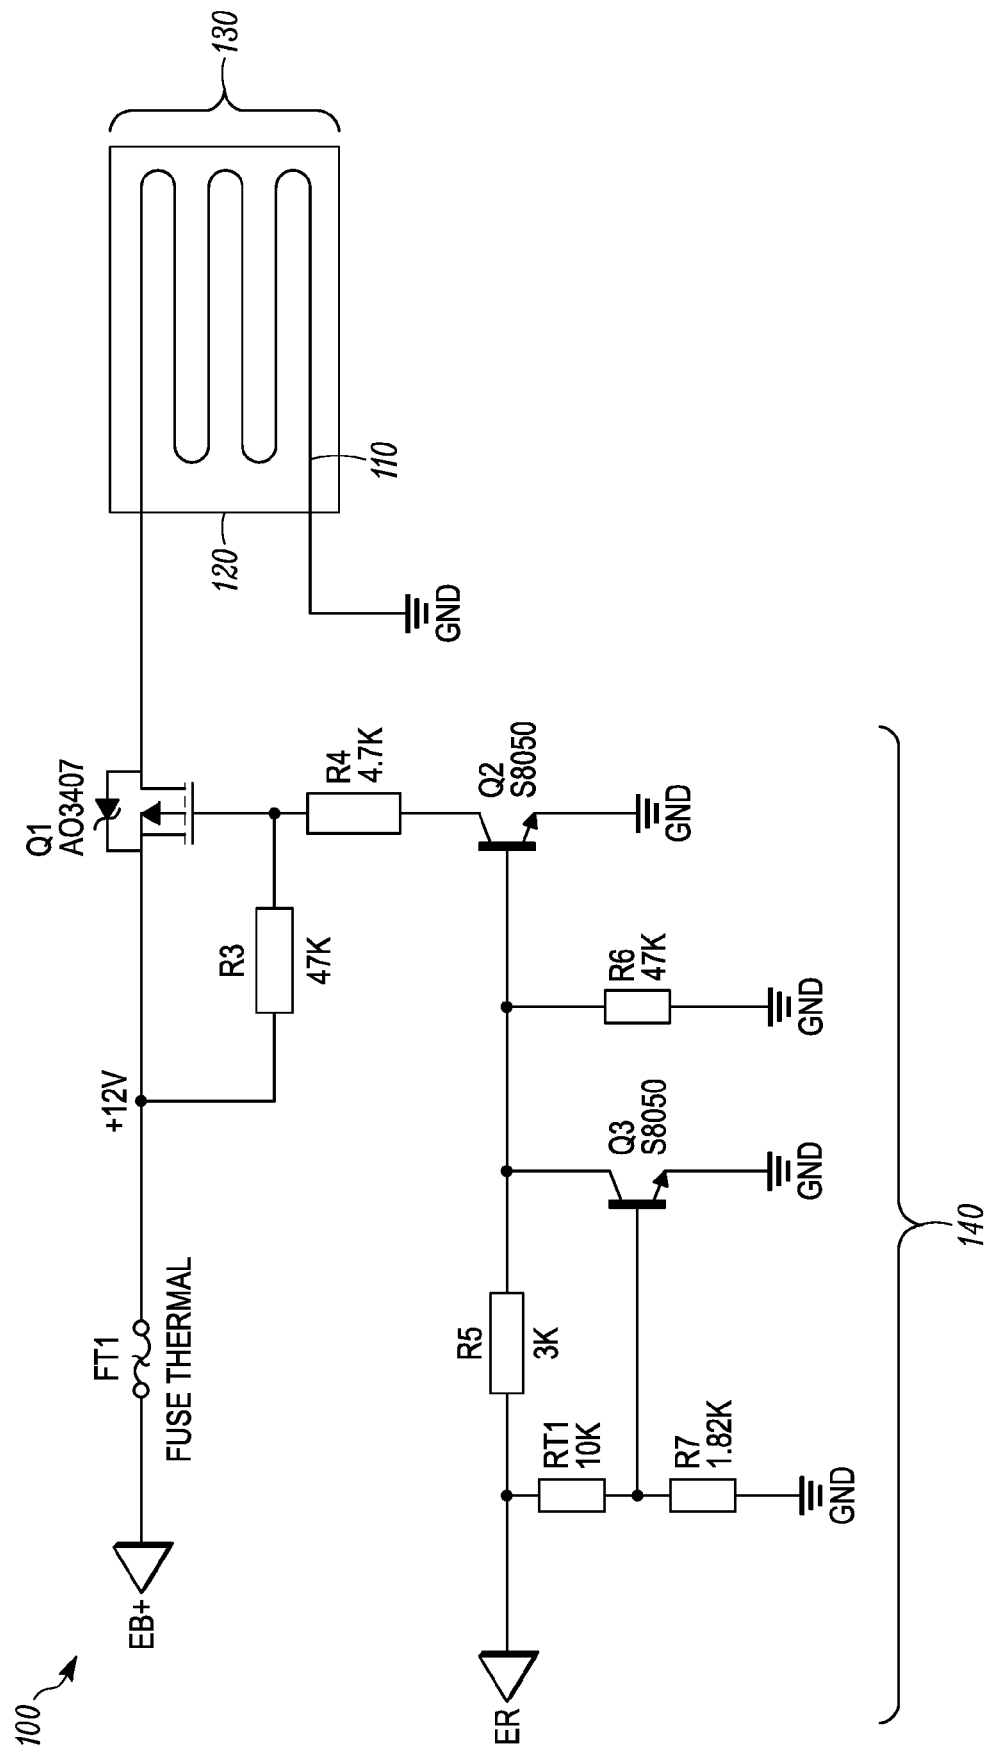 100
EB+
FT1
FUSE THERMAL
+12V
R3
47K
Q1
AO3407
120
130
110
GND
R4
4.7K
Q2
S8050
GND
ER
R5
3K
RT1
10K
R7
1.82K
GND
Q3
S8050
GND
R6
47K
GND
140